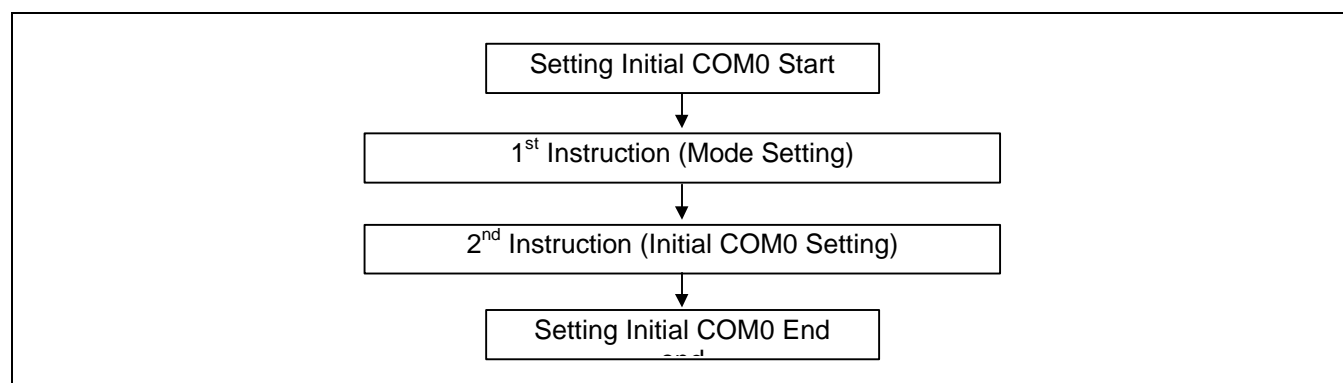 Setting Initial COM0 Start
1st Instruction (Mode Setting)
2nd Instruction (Initial COM0 Setting)
Setting Initial COM0 End